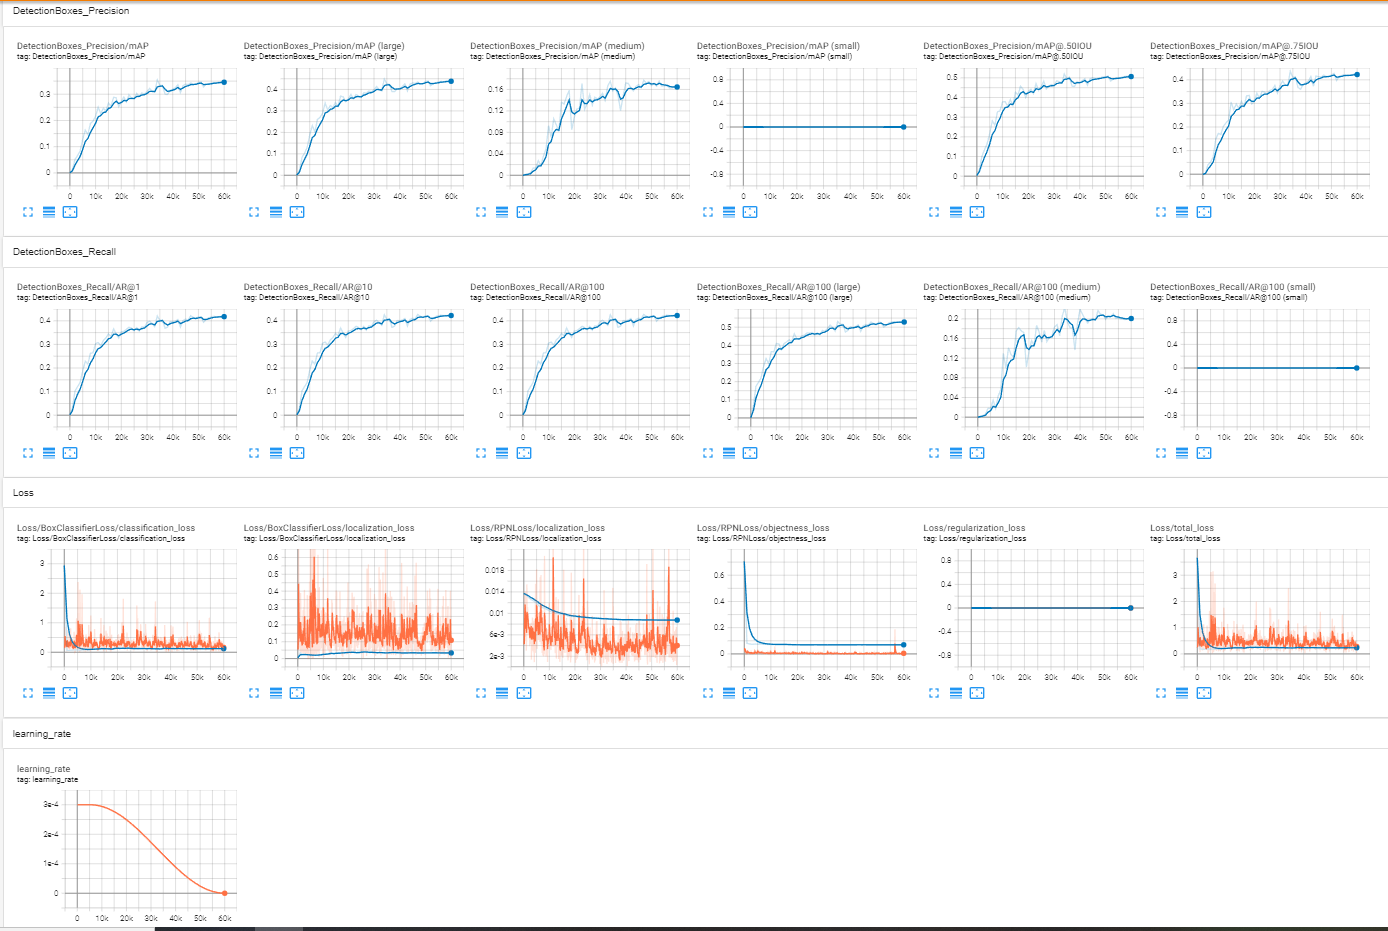 DetectionBoxes_Precision
DetectionBoxes_Precision/mAP
tag: DetectionBoxes_Precision/mAP
0.3
0.2
0.1
0
0 10k 20k 30k 40k 50k 60k
DetectionBoxes_Precision/mAP (large)
tag: DetectionBoxes_Precision/mAP (large)
0.4
0.3
0.2
0.1
0
0 10k 20k 30k 40k 50k 60k
DetectionBoxes_Precision/mAP (medium)
tag: DetectionBoxes_Precision/mAP (medium)
0.16
0.12
0.08
0.04
0
0 10k 20k 30k 40k 50k 60k
DetectionBoxes_Precision/mAP (small)
tag: DetectionBoxes_Precision/mAP (small)
0.8
0.4
0
-0.4
-0.8
0 10k 20k 30k 40k 50k 60k
DetectionBoxes_Precision/mAP@.50IOU
tag: DetectionBoxes_Precision/mAP@.50IOU
0.5
0.4
0.3
0.2
0.1
0
0 10k 20k 30k 40k 50k 60k
DetectionBoxes_Precision/mAP@.75IOU
tag: DetectionBoxes_Precision/mAP@.75IOU
0.4
0.3
0.2
0.1
0
0 10k 20k 30k 40k 50k 60k
DetectionBoxes_Recall
DetectionBoxes_Recall/AR@1
tag: DetectionBoxes_Recall/AR@1
0.4
0.3
0.2
0.1
0
0 10k 20k 30k 40k 50k 60k
DetectionBoxes_Recall/AR@10
tag: DetectionBoxes_Recall/AR@10
0.4
0.3
0.2
0.1
0
0 10k 20k 30k 40k 50k 60k
DetectionBoxes_Recall/AR@100
tag: DetectionBoxes_Recall/AR@100
0.4
0.3
0.2
0.1
0
0 10k 20k 30k 40k 50k 60k
DetectionBoxes_Recall/AR@100 (large)
tag: DetectionBoxes_Recall/AR@100 (large)
0.5
0.4
0.3
0.2
0.1
0
0 10k 20k 30k 40k 50k 60k
DetectionBoxes_Recall/AR@100 (medium)
tag: DetectionBoxes_Recall/AR@100 (medium)
0.2
0.16
0.12
0.08
0.04
0
0 10k 20k 30k 40k 50k 60k
DetectionBoxes_Recall/AR@100 (small)
tag: DetectionBoxes_Recall/AR@100 (small)
0.8
0.4
0
-0.4
-0.8
0 10k 20k 30k 40k 50k 60k
Loss
Loss/BoxClassifierLoss/classification_loss
tag: Loss/BoxClassifierLoss/classification_loss
3
2
1
0
0 10k 20k 30k 40k 50k 60k
Loss/BoxClassifierLoss/localization_loss
tag: Loss/BoxClassifierLoss/localization_loss
0.6
0.5
0.4
0.3
0.2
0.1
0
0 10k 20k 30k 40k 50k 60k
Loss/RPNLoss/localization_loss
tag: Loss/RPNLoss/localization_loss
0.018
0.014
0.01
6e-3
2e-3
0 10k 20k 30k 40k 50k 60k
Loss/RPNLoss/objectness_loss
tag: Loss/RPNLoss/objectness_loss
0.6
0.4
0.2
0
0 10k 20k 30k 40k 50k 60k
Loss/regularization_loss
tag: Loss/regularization_loss
0.8
0.4
0
-0.4
-0.8
0 10k 20k 30k 40k 50k 60k
Loss/total_loss
tag: Loss/total_loss
3
2
1
0
0 10k 20k 30k 40k 50k 60k
learning_rate
learning_rate
tag: learning_rate
3e-4
2e-4
1e-4
0
0 10k 20k 30k 40k 50k 60k